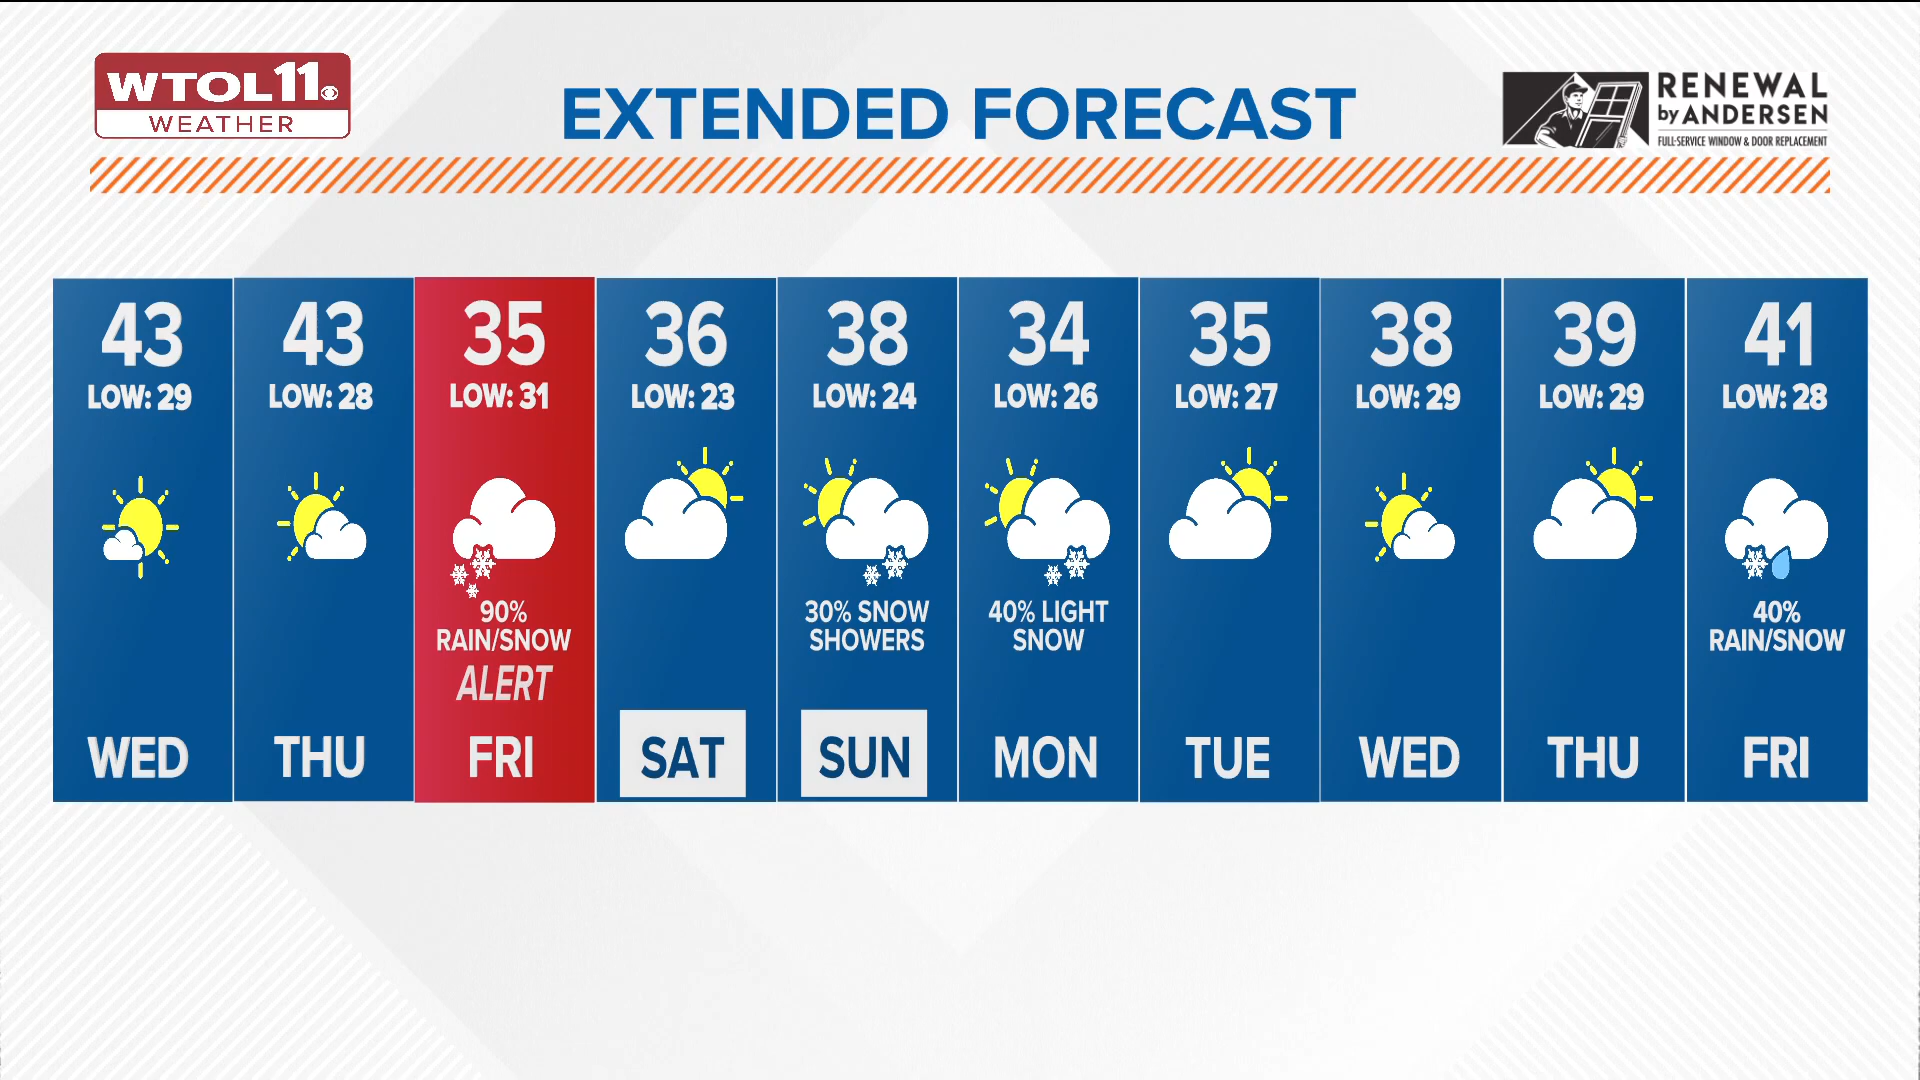 WTOL11
WEATHER
EXTENDED FORECAST
RENEWAL
by ANDERSEN
FULL-SERVICE WINDOW & DOOR REPLACEMENT
43
LOW: 29
WED
43
LOW: 28
THU
35
LOW: 31
90%
RAIN/SNOW
ALERT
FRI
36
LOW: 23
SAT
38
LOW: 24
30% SNOW
SHOWERS
SUN
34
LOW: 26
40% LIGHT
SNOW
MON
35
LOW: 27
TUE
38
LOW: 29
WED
39
LOW: 29
THU
41
LOW: 28
40%
RAIN/SNOW
FRI